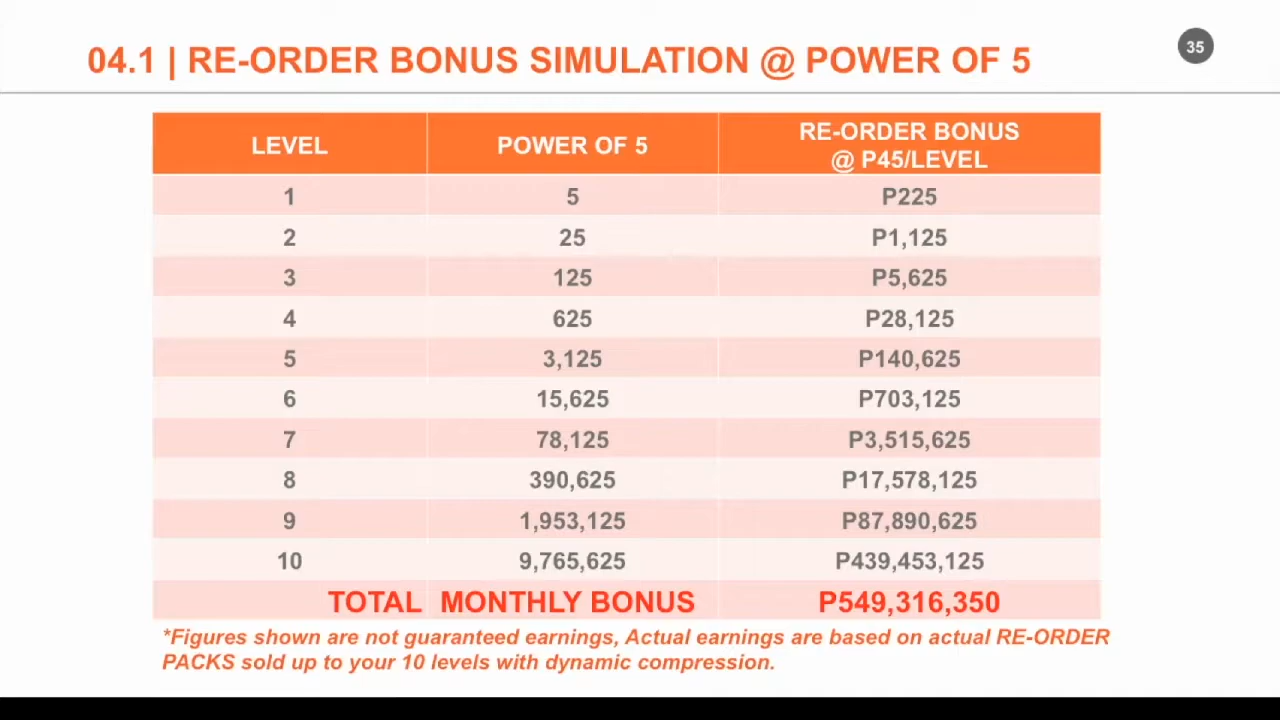 04.1 | RE-ORDER BONUS SIMULATION @ POWER OF 5
35
LEVEL POWER OF 5 RE-ORDER BONUS
@ P45/LEVEL
1 5 P225
2 25 P1,125
3 125 P5,625
4 625 P28,125
5 3,125 P140,625
6 15,625 P703,125
7 78,125 P3,515,625
8 390,625 P17,578,125
9 1,953,125 P87,890,625
10 9,765,625 P439,453,125
TOTAL MONTHLY BONUS P549,316,350
*Figures shown are not guaranteed earnings, Actual earnings are based on actual RE-ORDER
PACKS sold up to your 10 levels with dynamic compression.